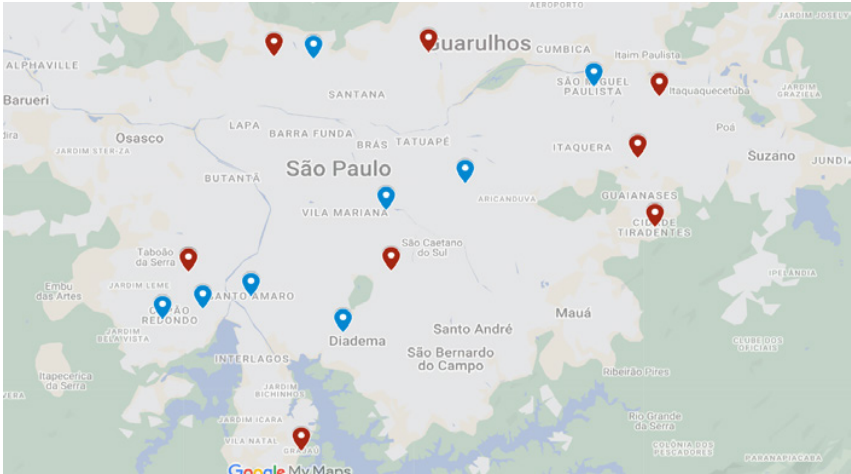 AEROPORTO
JARDIM JOSELY
Guarulhos
CUMBICA
Itaim Paulista
ALPHAVILLE
SÃO MIGUEL
PAULISTA
Itaquaquecetuba
JARDIM
GRAZIELA
SANTANA
Barueri
LAPA
BARRA FUNDA
Osasco
BRÁS
TATUAPÉ
ITAQUERA
Poá
Suzano
JUNDI
JARDIM STER-ZA
São Paulo
BUTANTÃ
ARICANDUVA
GUAIANASES
VILA MARIANA
CIDADE
TIRADENTES
São Caetano
do Sul
Taboão
da Serra
IPELÂNDIA
Embu
das Artes
JARDIM LEME
SANTO AMARO
REDONDO
JARDIM
BELA VISTA
Diadema
Santo André
Mauá
São Bernardo
do Campo
CLUBE DOS
OFICIAIS
INTERLAGOS
Itapecerica
da Serra
Ribeirão Pires
JARDIM
BICHINHOS
VERA
JARDIM ICARA
VILA NATAL
GRAJAÚ
Rio Grande
da Serra
COLÔNIA DOS
PESCADORES
PARANAPIACABA
Google My Maps